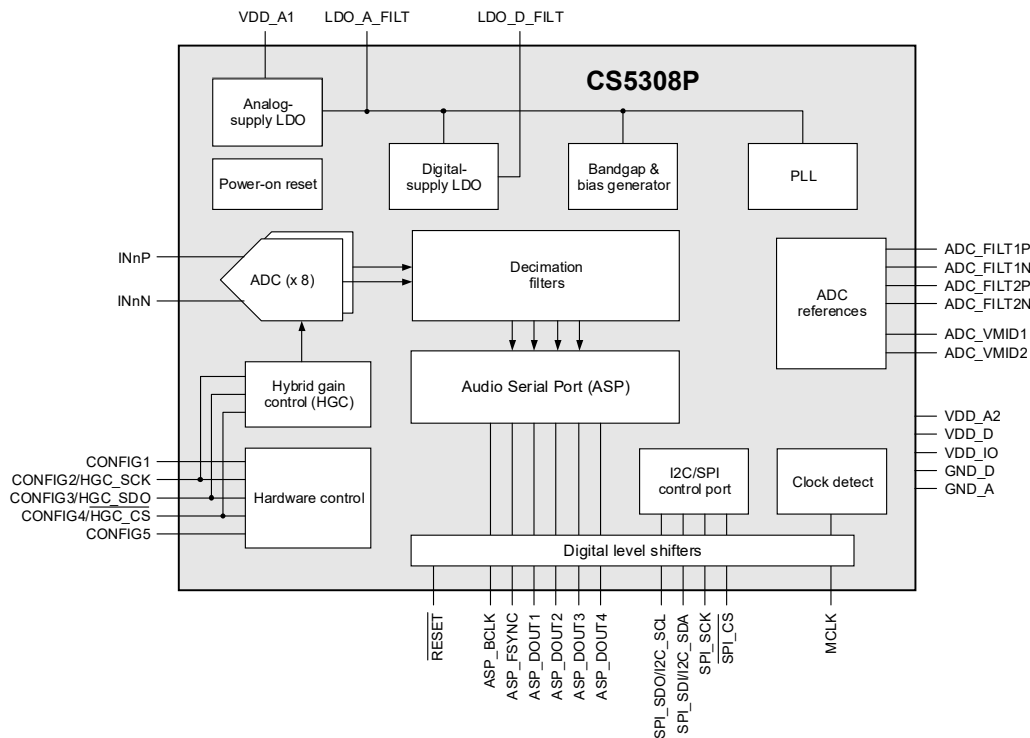 VDD_A1
LDO_A_FILT
LDO_D_FILT
CS5308P
Analog-
supply LDO
Power-on reset
Digital-
supply LDO
Bandgap &
bias generator
PLL
INnP
INnN
ADC (x 8)
Decimation
filters
ADC
references
ADC_FILT1P
ADC_FILT1N
ADC_FILT2P
ADC_FILT2N
ADC_VMID1
ADC_VMID2
Hybrid gain
control (HGC)
Audio Serial Port (ASP)
VDD_A2
VDD_D
VDD_IO
GND_D
GND_A
CONFIG1
CONFIG2/HGC_SCK
CONFIG3/HGC_SDO
CONFIG4/HGC_CS
CONFIG5
Hardware control
I2C/SPI
control port
Clock detect
Digital level shifters
RESET
ASP_BCLK
ASP_FSYNC
ASP_DOUT1
ASP_DOUT2
ASP_DOUT3
ASP_DOUT4
SPI_SDO/I2C_SCL
SPI_SDI/I2C_SDA
SPI_SCK
SPI_CS
MCLK